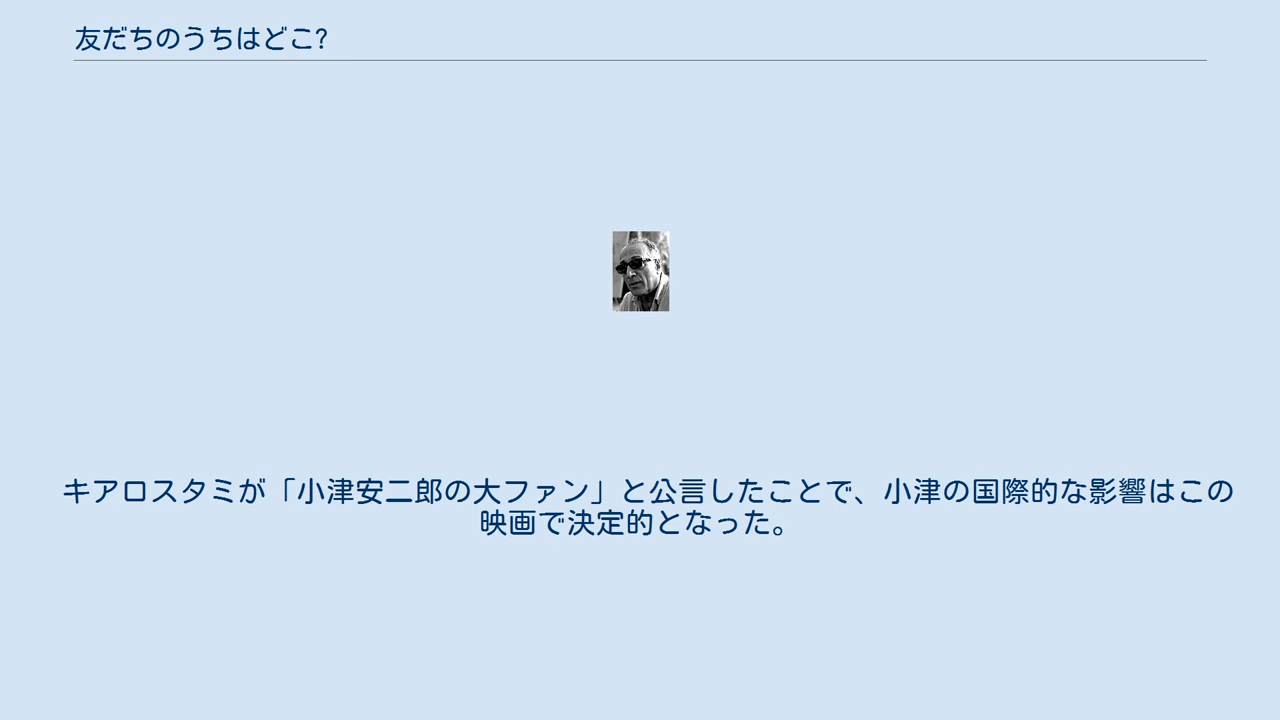 友だちのうちはどこ?
キアロスタミが「小津安二郎の大ファン」と公言したことで、小津の国際的な影響はこの
映画で決定的となった。